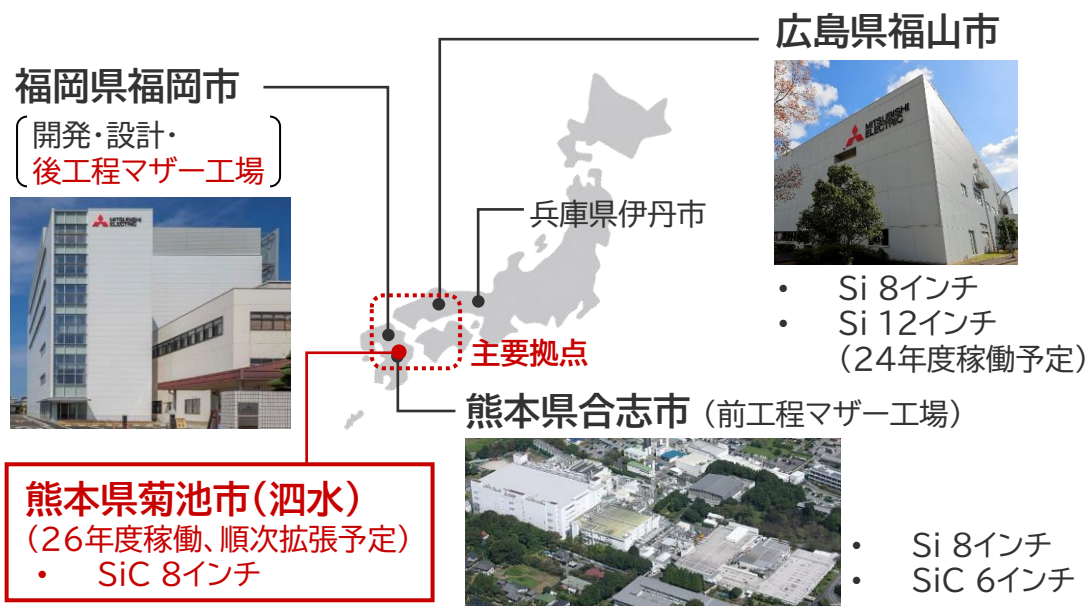 広島県福山市
福岡県福岡市
開発・設計・
後工程マザー工場
MITSUBISHI
ELECTRIC
MITSUBISHI
ELECTRIC
兵庫県伊丹市
• Si 8インチ
• Si 12インチ
(24年度稼働予定)
主要拠点
熊本県合志市 (前工程マザー工場)
熊本県菊池市(泗水)
(26年度稼働、順次拡張予定)
• SiC 8インチ
• Si 8インチ
• SiC 6インチ